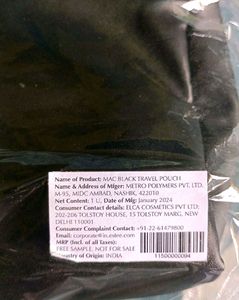 Name of Product: MAC BLACK TRAVEL POUCH
Name & Address of Mfger: METRO POLYMERS PVT. LTD.
M-95, MIDC AMBAD, NASHIK, 422010
Net Content: 1 U, Date of Mfg: January 2024
Consumer Contact details: ELCA COSMETICS PVT LTD.
202-206 TOLSTOY HOUSE, 15 TOLSTOY MARG, NEW
DELHI 110001
Consumer Complaint Contact: +91-22-61479800
Email: corporate@in.estee.com
MRP (Incl. of all Taxes):
FREE SAMPLE, NOT FOR SALE
Country of Origin: INDIA
11500000094